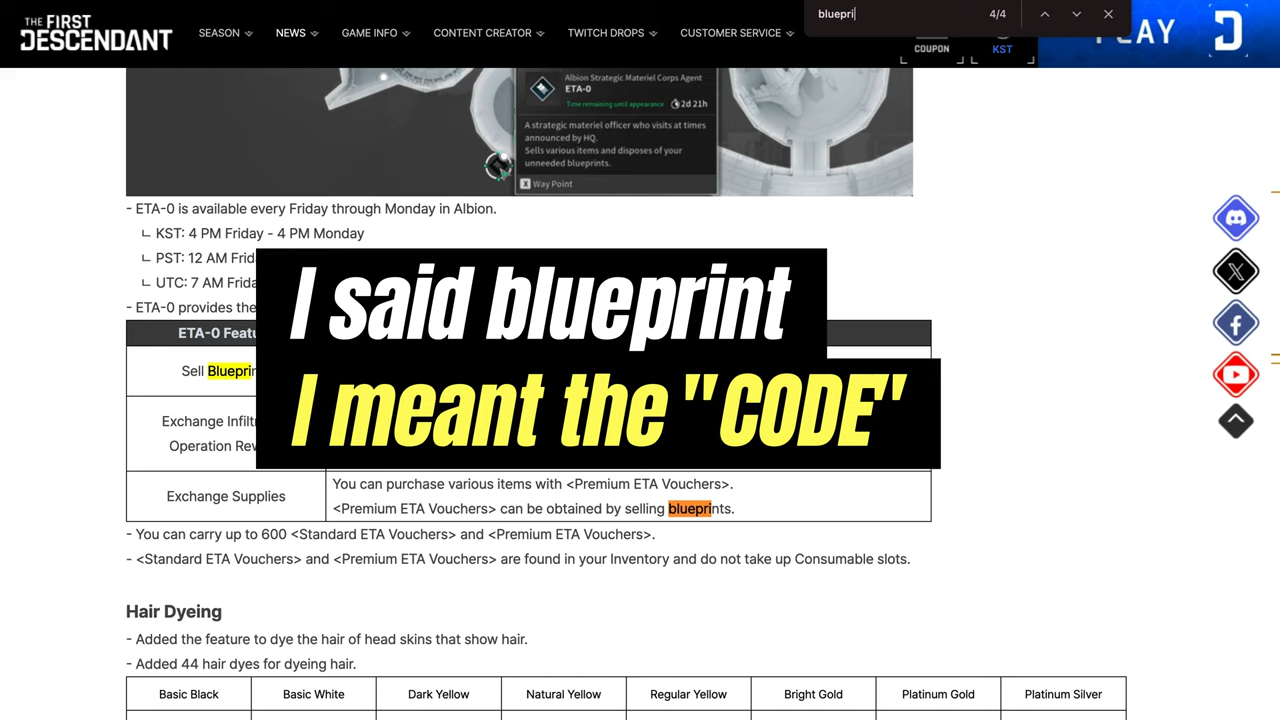 THE FIRST
DESCENDANT
SEASON
NEWS
GAME INFO
CONTENT CREATOR
TWITCH DROPS
CUSTOMER SERVICE
bluepri
4/4
COUPON
KST
PLAY
Albion Strategic Materiel Corps Agent
ETA-0
Time remaining until appearance
2d 21h
A strategic materiel officer who visits at times
announced by HQ.
Sells various items and disposes of your
unneeded blueprints.
X Way Point
- ETA-0 is available every Friday through Monday in Albion.
ㄴ KST: 4 PM Friday - 4 PM Monday
ㄴ PST: 12 AM Frida
ㄴ UTC: 7 AM Frida
- ETA-0 provides the
I said blueprint
I meant the "CODE"
ETA-0 Featu
Sell Blueprin
Exchange Infilt
Operation Rew
Exchange Supplies
You can purchase various items with <Premium ETA Vouchers>.
<Premium ETA Vouchers> can be obtained by selling blueprints.
- You can carry up to 600 <Standard ETA Vouchers> and <Premium ETA Vouchers>.
- <Standard ETA Vouchers> and <Premium ETA Vouchers> are found in your Inventory and do not take up Consumable slots.
Hair Dyeing
- Added the feature to dye the hair of head skins that show hair.
- Added 44 hair dyes for dyeing hair.
Basic Black
Basic White
Dark Yellow
Natural Yellow
Regular Yellow
Bright Gold
Platinum Gold
Platinum Silver